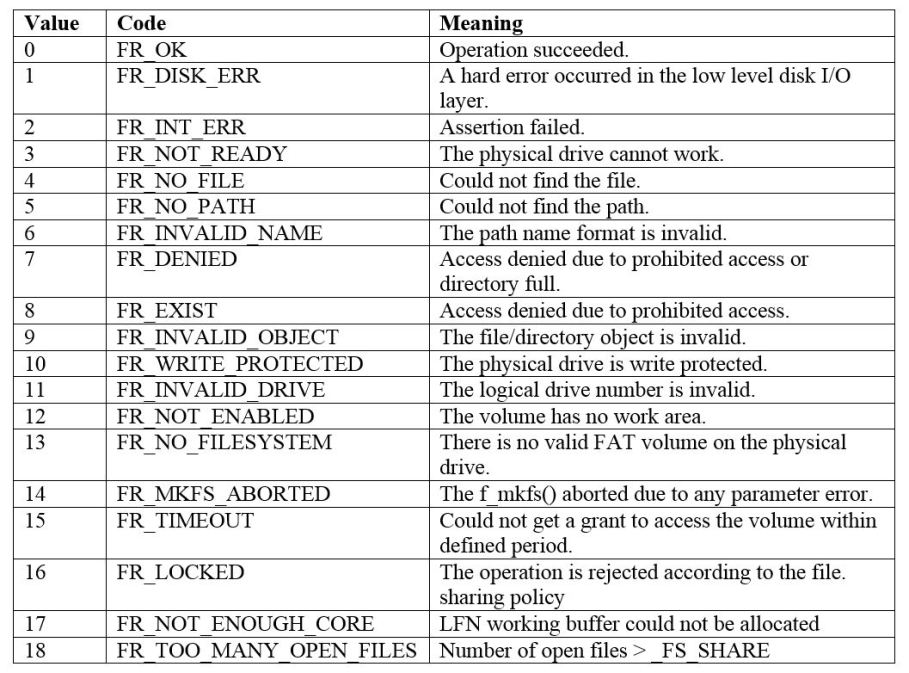 Value Code Meaning
0 FR_OK Operation succeeded.
1 FR_DISK_ERR A hard error occurred in the low level disk I/O
layer.
2 FR_INT_ERR Assertion failed.
3 FR_NOT_READY The physical drive cannot work.
4 FR_NO_FILE Could not find the file.
5 FR_NO_PATH Could not find the path.
6 FR_INVALID_NAME The path name format is invalid.
7 FR_DENIED Access denied due to prohibited access or
directory full.
8 FR_EXIST Access denied due to prohibited access.
9 FR_INVALID_OBJECT The file/directory object is invalid.
10 FR_WRITE_PROTECTED The physical drive is write protected.
11 FR_INVALID_DRIVE The logical drive number is invalid.
12 FR_NOT_ENABLED The volume has no work area.
13 FR_NO_FILESYSTEM There is no valid FAT volume on the physical
drive.
14 FR_MKFS_ABORTED The f_mkfs() aborted due to any parameter error.
15 FR_TIMEOUT Could not get a grant to access the volume within
defined period.
16 FR_LOCKED The operation is rejected according to the file.
sharing policy
17 FR_NOT_ENOUGH_CORE LFN working buffer could not be allocated
18 FR_TOO_MANY_OPEN_FILES Number of open files > _FS_SHARE